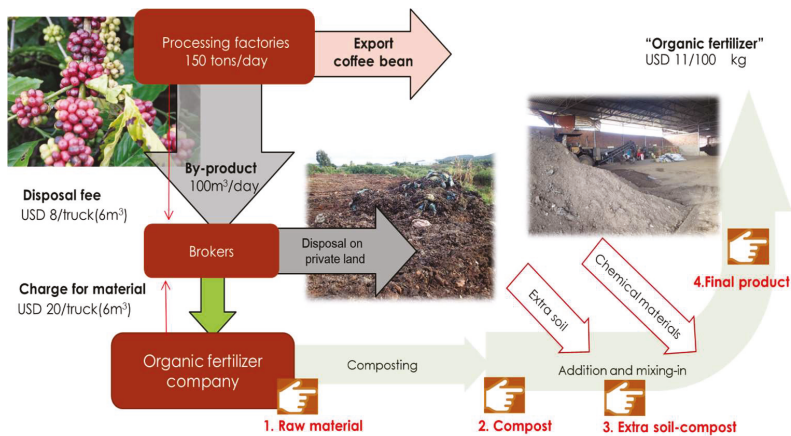 Processing factories
150 tons/day
Export
coffee bean
"Organic fertilizer"
USD 11/100 kg
By-product
100m³/day
Disposal fee
USD 8/truck(6m³)
Brokers
Disposal on
private land
Charge for material
USD 20/truck(6m³)
Extra soil
Chemical materials
4.Final product
Organic fertilizer
company
Composting
Addition and mixing-in
1. Raw material
2. Compost
3. Extra soil-compost